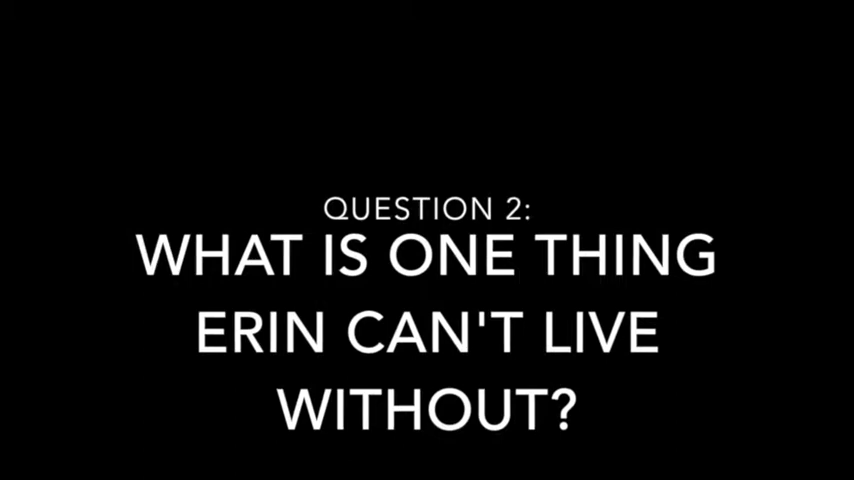 QUESTION 2:
WHAT IS ONE THING
ERIN CAN'T LIVE
WITHOUT?